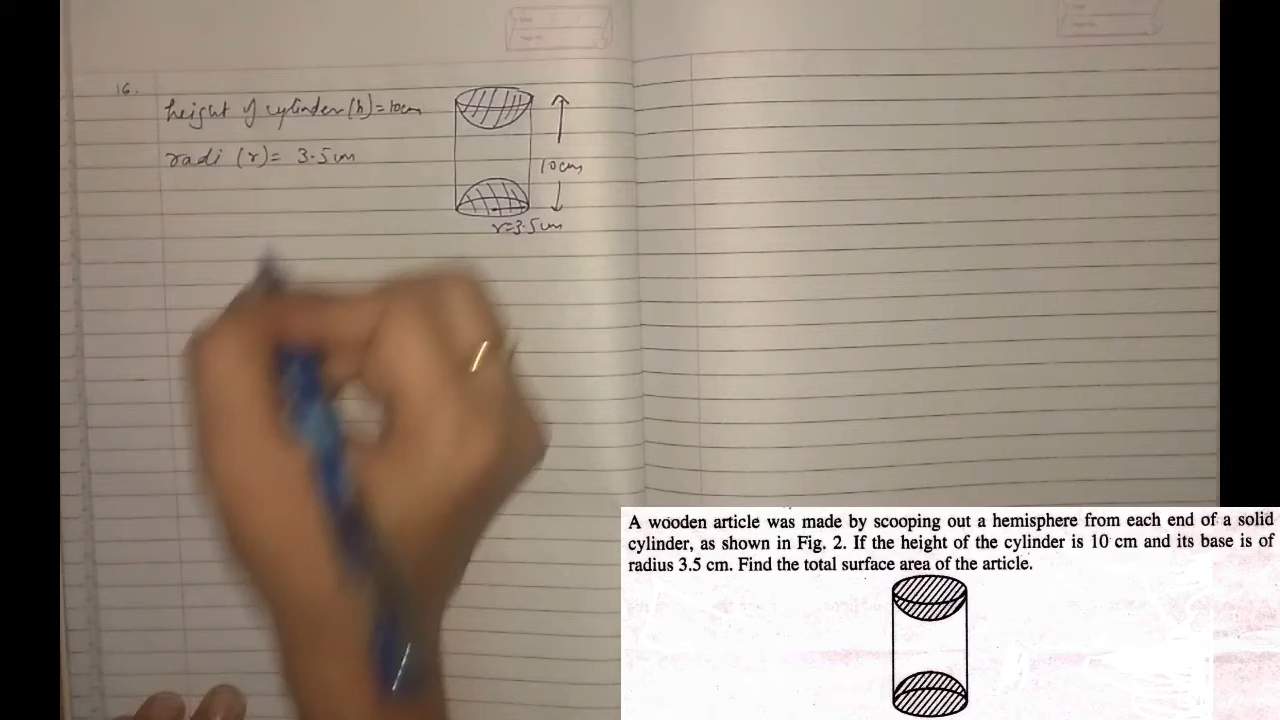 16.
height of cylinder (h) = 10cm
radi (r) = 3.5cm
10cm
r=3.5cm
A wooden article was made by scooping out a hemisphere from each end of a solid
cylinder, as shown in Fig. 2. If the height of the cylinder is 10 cm and its base is of
radius 3.5 cm. Find the total surface area of the article.